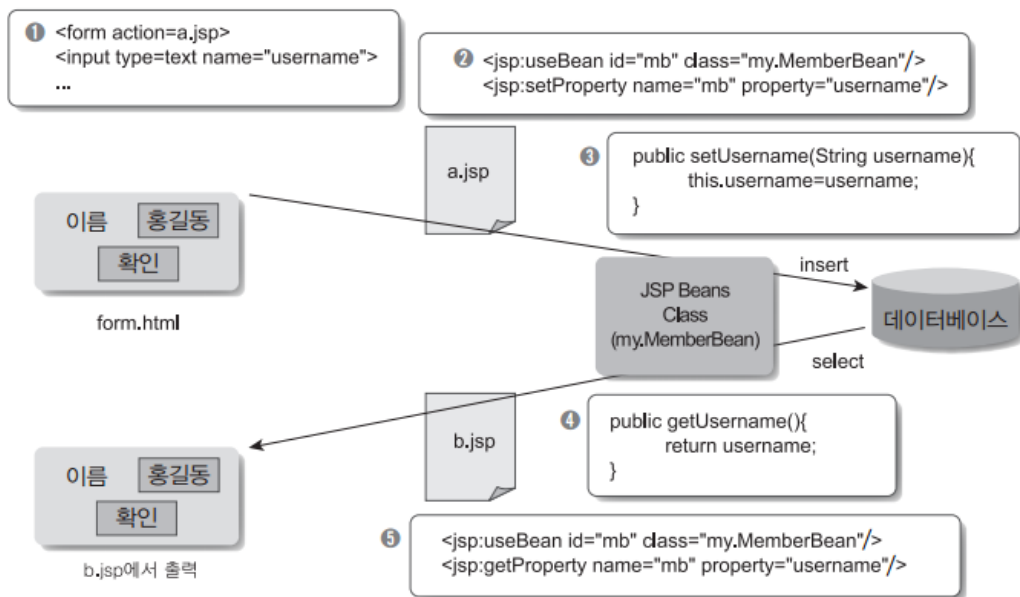 ❶ <form action=a.jsp>
<input type=text name="username">
...
❷ <jsp:useBean id="mb" class="my.MemberBean"/>
<jsp:setProperty name="mb" property="username"/>
a.jsp
❸ public setUsername(String username){
this.username=username;
}
이름 홍길동
확인
form.html
JSP Beans
Class
(my.MemberBean)
insert
데이터베이스
select
b.jsp
❹ public getUsername(){
return username;
}
이름 홍길동
확인
b.jsp에서 출력
❺ <jsp:useBean id="mb" class="my.MemberBean"/>
<jsp:getProperty name="mb" property="username"/>